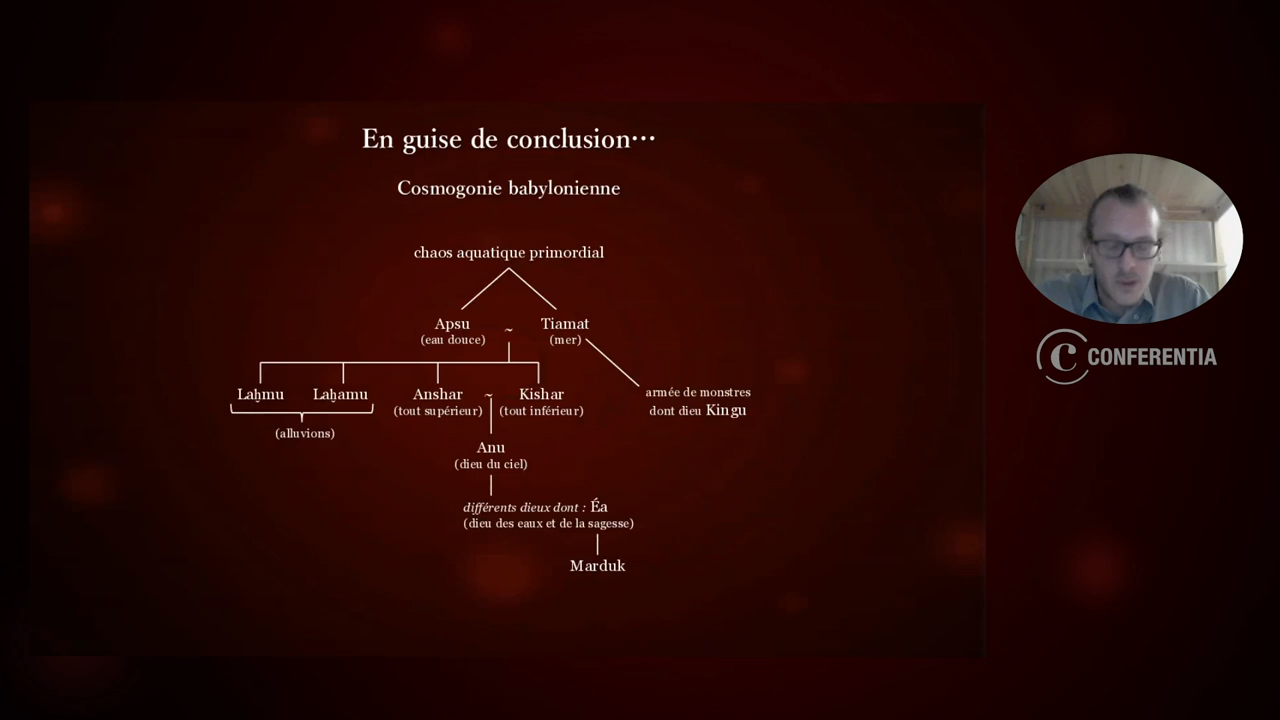 En guise de conclusion…
Cosmogonie babylonienne
chaos aquatique primordial
Apsu ~ Tiamat
(eau douce) (mer)
Laḫmu Laḫamu Anshar ~ Kishar armée de monstres
(tout supérieur) (tout inférieur) dont dieu Kingu
(alluvions)
Anu
(dieu du ciel)
différents dieux dont : Éa
(dieu des eaux et de la sagesse)
Marduk
C CONFERENTIA